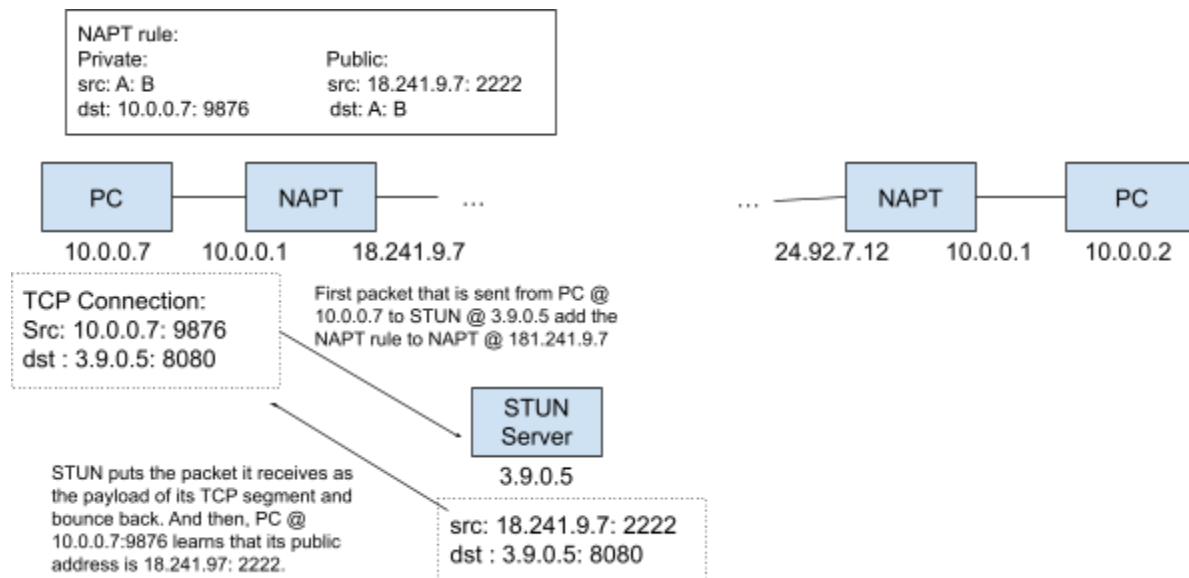 NAPT rule:
Private: Public:
src: A: B src: 18.241.9.7: 2222
dst: 10.0.0.7: 9876 dst: A: B
PC NAPT ... ... NAPT PC
10.0.0.7 10.0.0.1 18.241.9.7 24.92.7.12 10.0.0.1 10.0.0.2
TCP Connection:
Src: 10.0.0.7: 9876
dst : 3.9.0.5: 8080
First packet that is sent from PC @
10.0.0.7 to STUN @ 3.9.0.5 add the
NAPT rule to NAPT @ 181.241.9.7
STUN
Server
3.9.0.5
STUN puts the packet it receives as
the payload of its TCP segment and
bounce back. And then, PC @
10.0.0.7:9876 learns that its public
address is 18.241.97: 2222.
src: 18.241.9.7: 2222
dst : 3.9.0.5: 8080